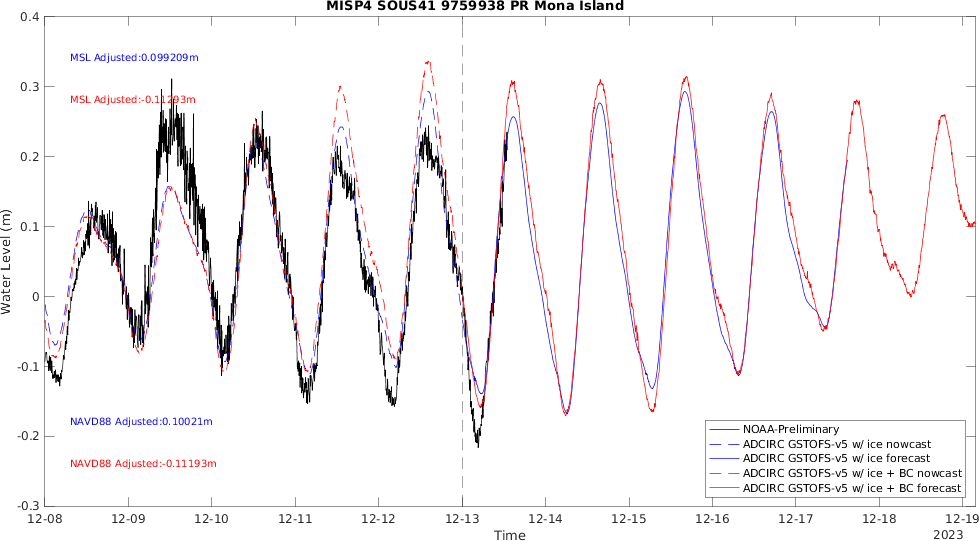 MISP4 SOUS41 9759938 PR Mona Island
0.4
0.3
0.2
0.1
0
-0.1
-0.2
-0.3
Water Level (m)
MSL Adjusted:0.099209m
MSL Adjusted:-0.11293m
NAVD88 Adjusted:0.10021m
NAVD88 Adjusted:-0.11193m
NOAA-Preliminary
ADCIRC GSTOFS-v5 w/ ice nowcast
ADCIRC GSTOFS-v5 w/ ice forecast
ADCIRC GSTOFS-v5 w/ ice + BC nowcast
ADCIRC GSTOFS-v5 w/ ice + BC forecast
12-08 12-09 12-10 12-11 12-12 12-13 12-14 12-15 12-16 12-17 12-18 12-19
Time
2023